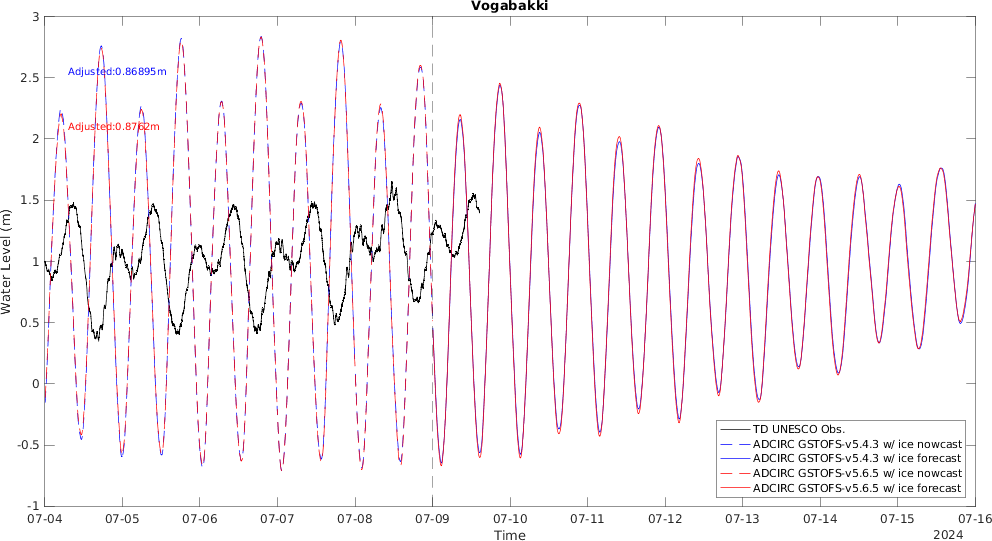 Vogabakki
3
2.5
2
1.5
1
0.5
0
-0.5
-1
Water Level (m)
Adjusted:0.86895m
Adjusted:0.8762m
TD UNESCO Obs.
ADCIRC GSTOFS-v5.4.3 w/ ice nowcast
ADCIRC GSTOFS-v5.4.3 w/ ice forecast
ADCIRC GSTOFS-v5.6.5 w/ ice nowcast
ADCIRC GSTOFS-v5.6.5 w/ ice forecast
07-04 07-05 07-06 07-07 07-08 07-09 07-10 07-11 07-12 07-13 07-14 07-15 07-16
Time
2024